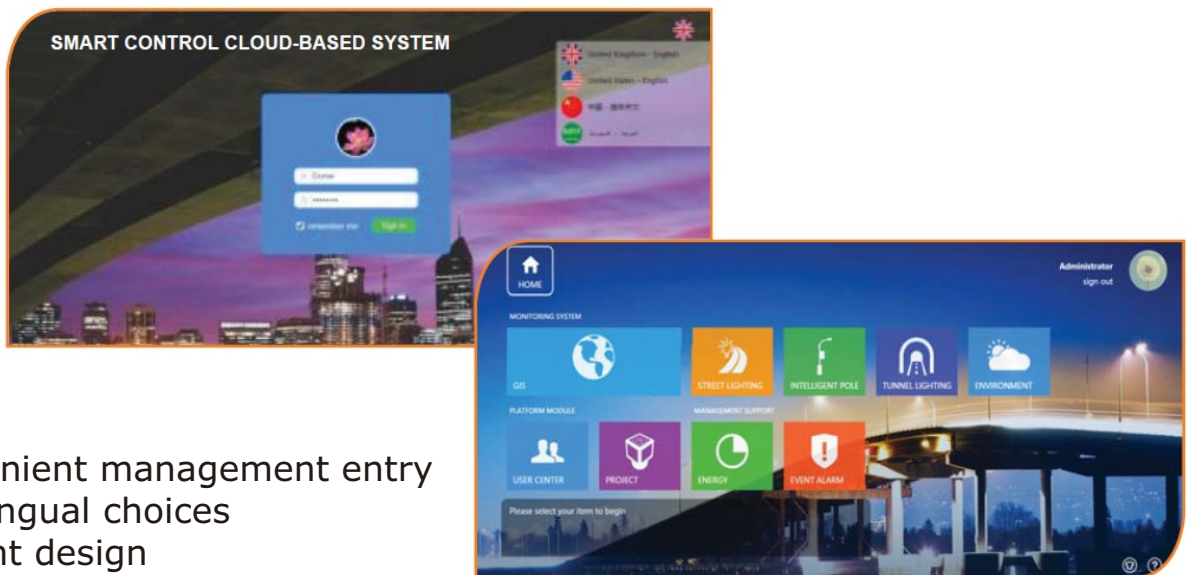 SMART CONTROL CLOUD-BASED SYSTEM
United Kingdom - English
United States - English
中国 -
remember me
Sign in
HOME
Administrator
sign out
MONITORING SYSTEM
GIS
STREET LIGHTING
INTELLIGENT POLE
TUNNEL LIGHTING
ENVIRONMENT
PLATFORM MODULE
MANAGEMENT SUPPORT
USER CENTER
PROJECT
ENERGY
EVENT ALARM
Please select your item to begin
nient management entry
ngual choices
nt design